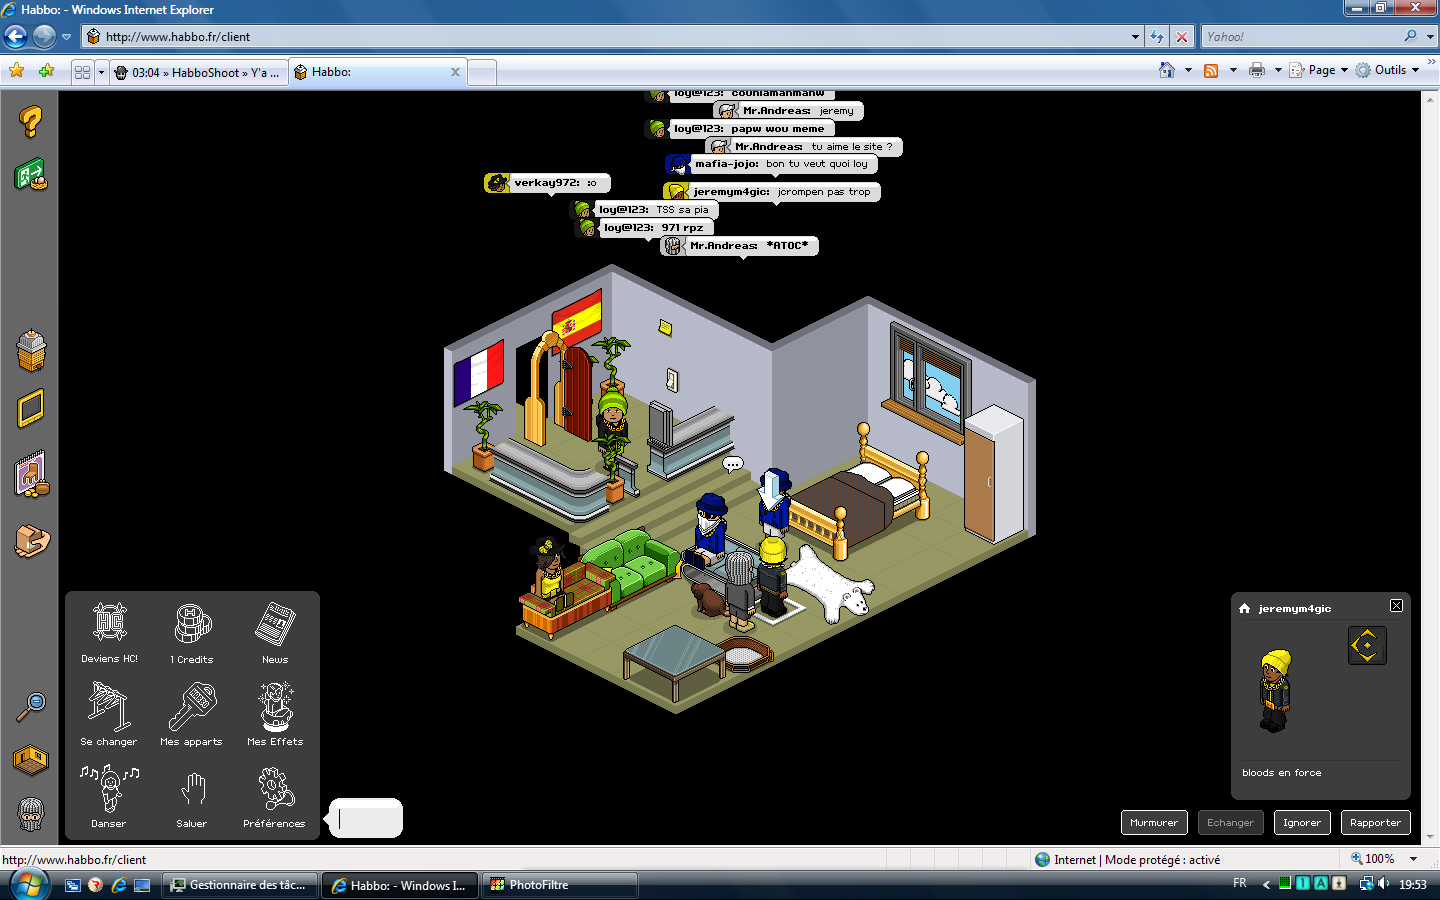 Habbo: - Windows Internet Explorer
http://www.habbo.fr/client
Yahoo!
03:04 » HabboShoot » Y'a ...
Habbo:
Page
Outils
loy@123:
Mr.Andreas: jeremy
loy@123: papw wou meme
Mr.Andreas: tu aime le site ?
mafia-jojo: bon tu veut quoi loy
verkay972: :o
jeremym4gic: jcrompen pas trop
loy@123: TSS sa pia
loy@123: 971 rpz
Mr.Andreas: *ATOC*
...
HC
Deviens HC!
1 Credits
News
Se changer
Mes apparts
Mes Effets
Danser
Saluer
Préférences
jeremym4gic
bloods en force
Murmurer
Echanger
Ignorer
Rapporter
http://www.habbo.fr/client
Internet | Mode protégé : activé
100%
Gestionnaire des tâc...
Habbo: - Windows I...
PhotoFiltre
FR
19:53